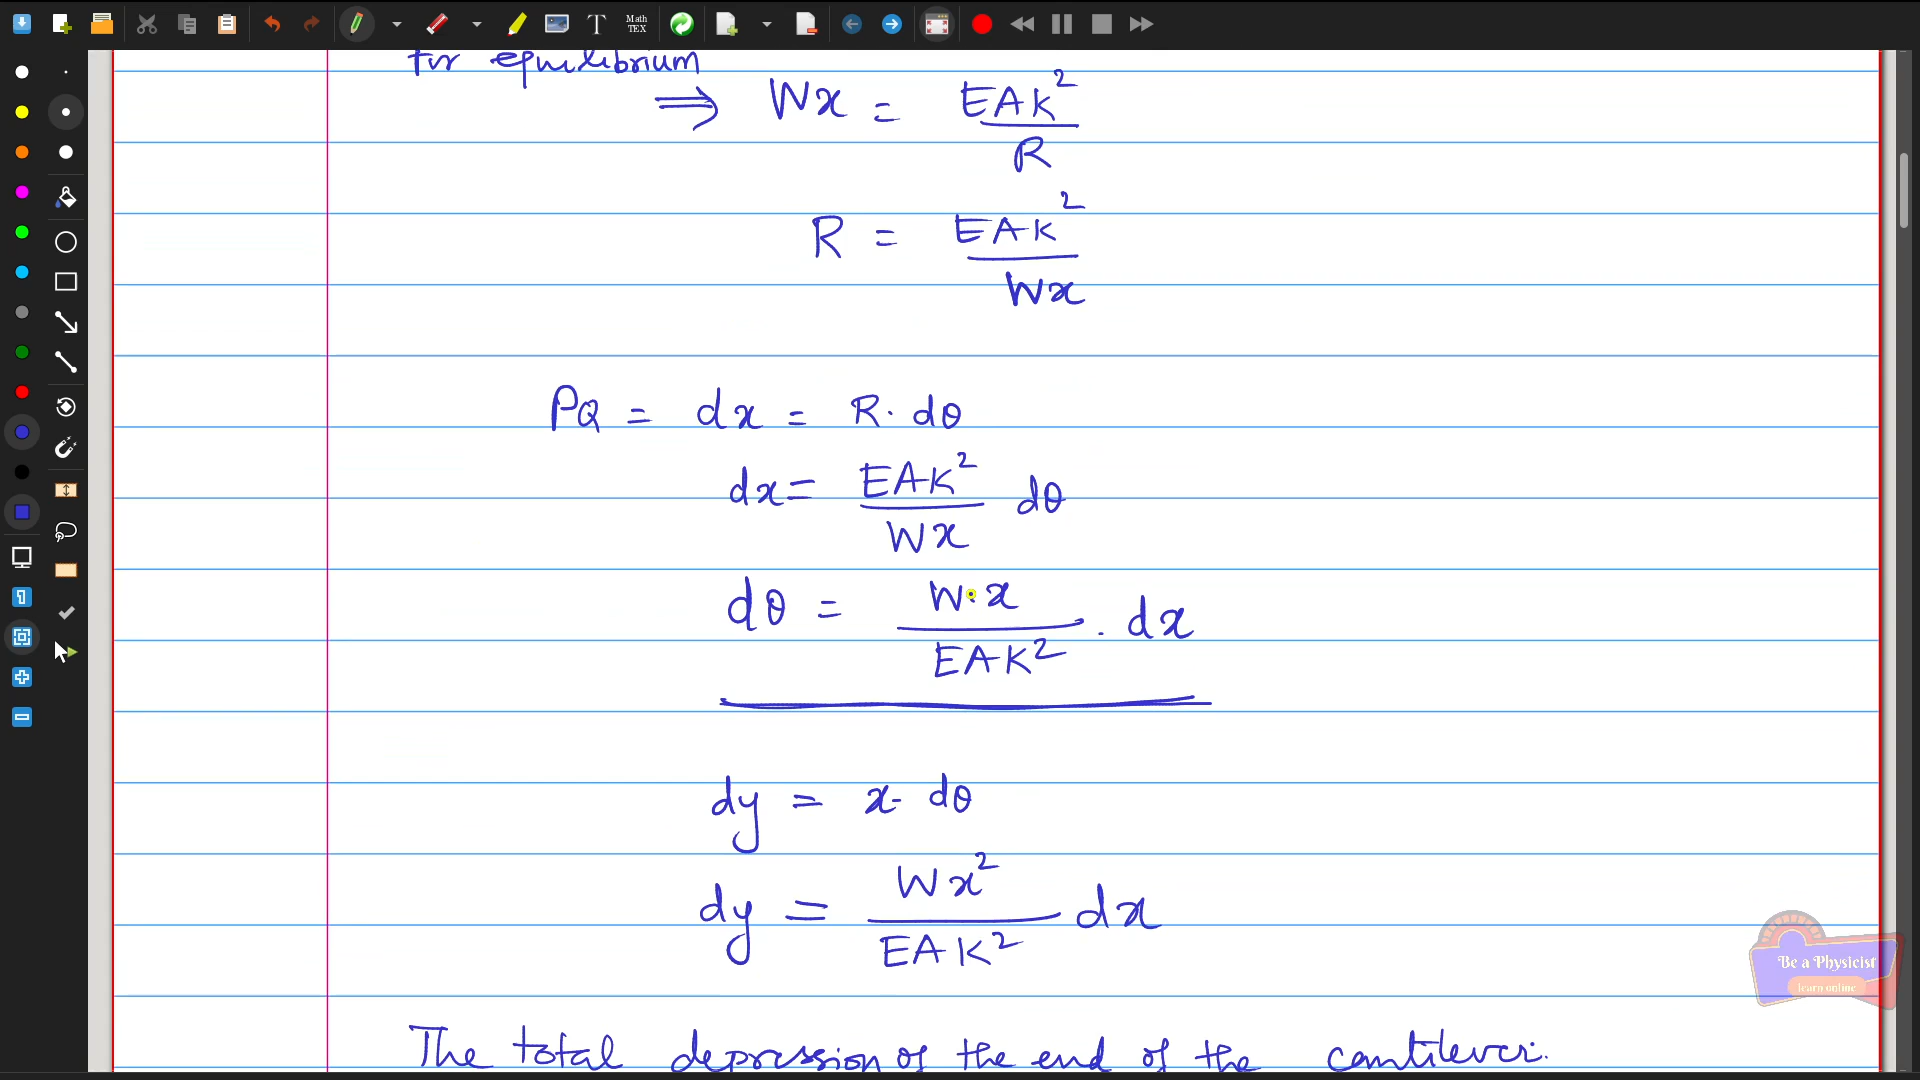 Math
TEX
for equilibrium
⟹ Wx = EAK²/R
R = EAK²/Wx
PQ = dx = R. dθ
dx = EAK²/Wx dθ
dθ = W.x/EAK² . dx
dy = x. dθ
dy = Wx²/EAK² dx
Be a Physicist
learn online
The total depression of the end of the cantilever.